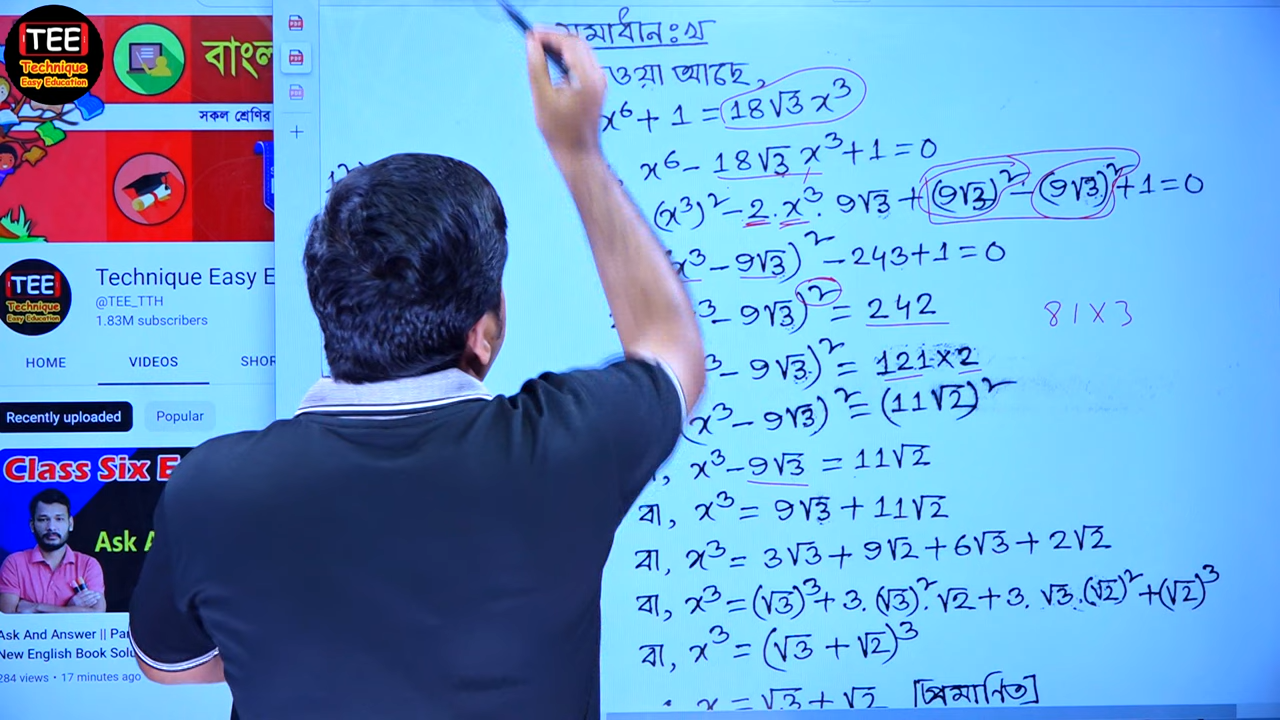 TEE
Technique
Easy Education
বাংল
সকল শ্রেণির
TEE
Technique
Easy Education
Technique Easy E
@TEE_TTH
1.83M subscribers
HOME VIDEOS SHOR
Recently uploaded Popular
Class Six E
Ask A
Ask And Answer || Par
New English Book Solu
284 views • 17 minutes ago
PDF
PDF
PDF
সমাধান:খ
ওয়া আছে,
x⁶ + 1 = 18√3 x³
x⁶ - 18√3 x³ + 1 = 0
(x³)² - 2. x³. 9√3 + (9√3)² - (9√3)² + 1 = 0
x³ - 9√3)² - 243 + 1 = 0
³ - 9√3)² = 242
81×3
³ - 9√3)² = 121×2
(x³ - 9√3)² = (11√2)²
বা, x³ - 9√3 = 11√2
বা, x³ = 9√3 + 11√2
বা, x³ = 3√3 + 9√2 + 6√3 + 2√2
বা, x³ = (√3)³ + 3. (√3)². √2 + 3. √3. (√2)² + (√2)³
বা, x³ = (√3 + √2)³
x = √3 + √2 [প্রমানিত]